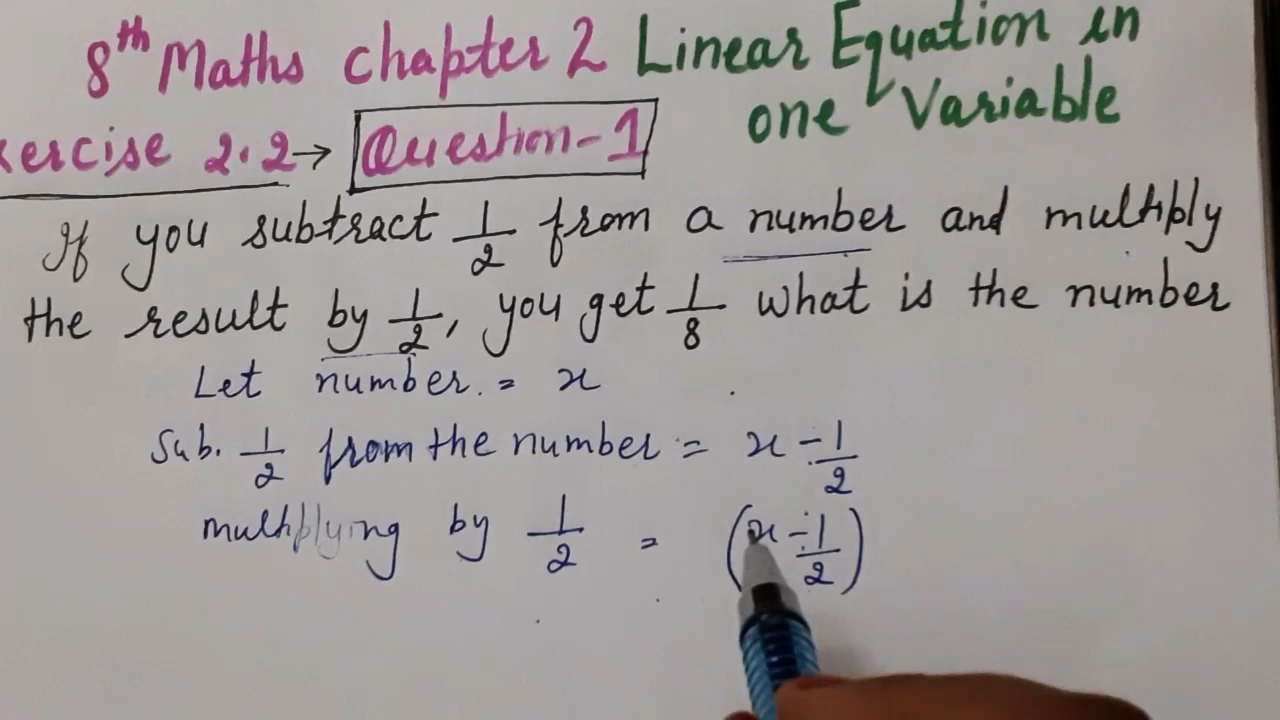 8th Maths chapter 2 Linear Equation in
one Variable
xercise 2.2 → Question-1
If you subtract 1/2 from a number and multiply
the result by 1/2, you get 1/8 what is the number
Let number = x
Sub. 1/2 from the number = x - 1/2
multiplying by 1/2 = (x - 1/2)